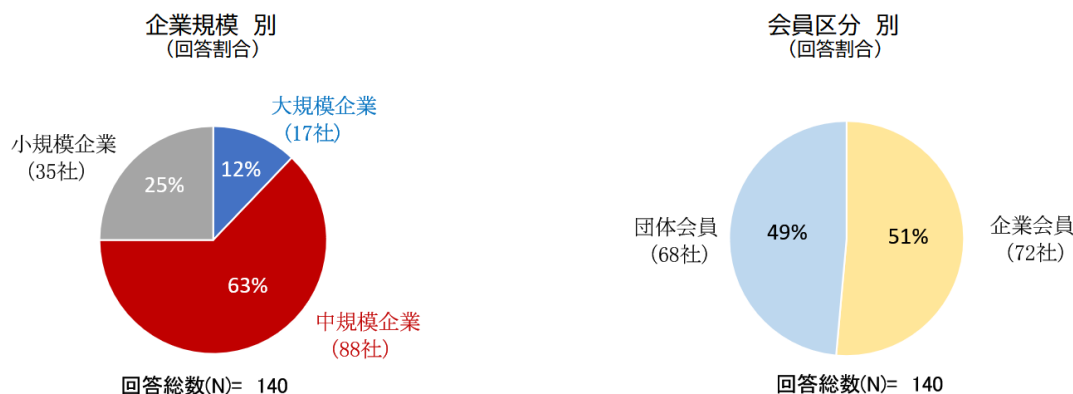 企業規模 別
(回答割合)
大規模企業
(17社)
小規模企業
(35社)
12%
25%
63%
中規模企業
(88社)
回答総数(N)= 140
会員区分 別
(回答割合)
団体会員
(68社)
49%
51%
企業会員
(72社)
回答総数(N)= 140